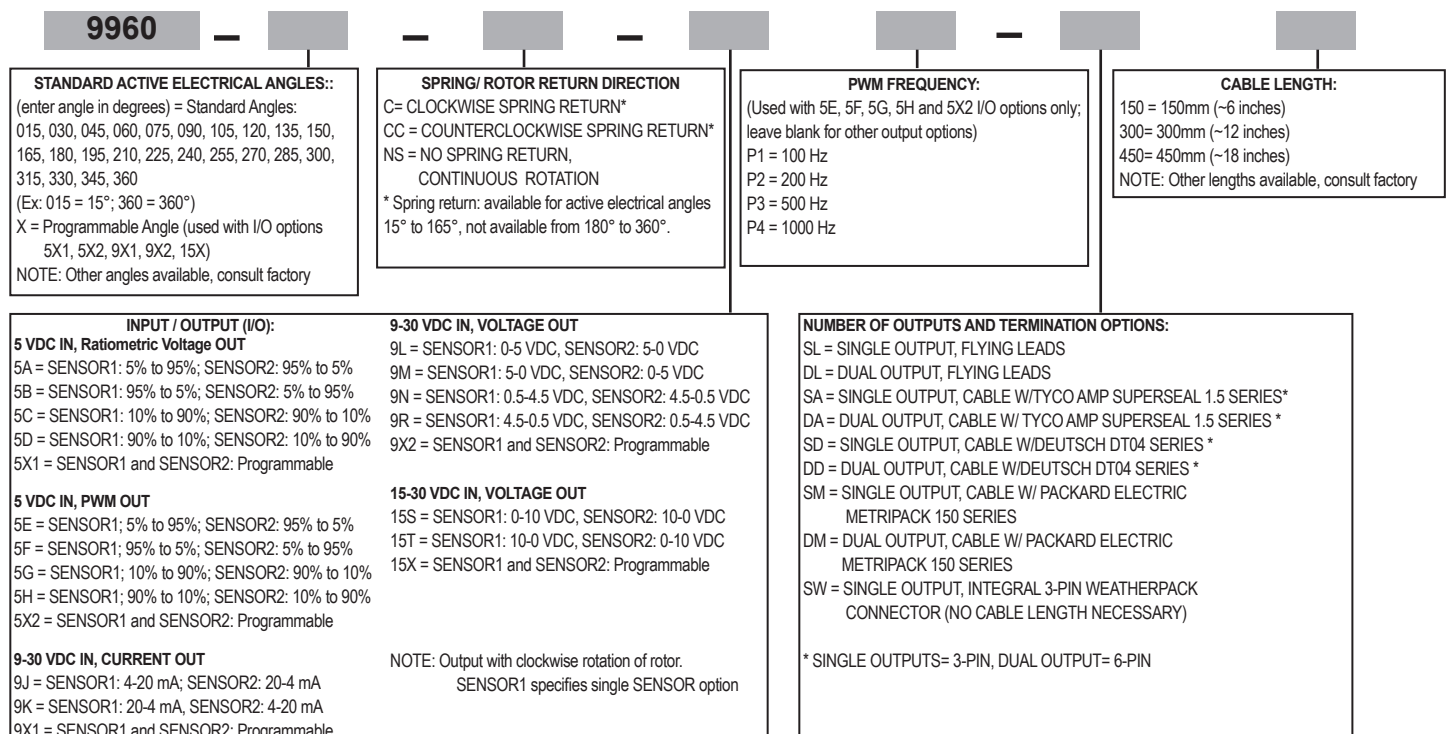 9960 – – – –
STANDARD ACTIVE ELECTRICAL ANGLES::
(enter angle in degrees) = Standard Angles:
015, 030, 045, 060, 075, 090, 105, 120, 135, 150,
165, 180, 195, 210, 225, 240, 255, 270, 285, 300,
315, 330, 345, 360
(Ex: 015 = 15°; 360 = 360°)
X = Programmable Angle (used with I/O options
5X1, 5X2, 9X1, 9X2, 15X)
NOTE: Other angles available, consult factory
SPRING/ ROTOR RETURN DIRECTION
C= CLOCKWISE SPRING RETURN*
CC = COUNTERCLOCKWISE SPRING RETURN*
NS = NO SPRING RETURN,
CONTINUOUS ROTATION
* Spring return: available for active electrical angles
15° to 165°, not available from 180° to 360°.
PWM FREQUENCY:
(Used with 5E, 5F, 5G, 5H and 5X2 I/O options only;
leave blank for other output options)
P1 = 100 Hz
P2 = 200 Hz
P3 = 500 Hz
P4 = 1000 Hz
CABLE LENGTH:
150 = 150mm (~6 inches)
300= 300mm (~12 inches)
450= 450mm (~18 inches)
NOTE: Other lengths available, consult factory
INPUT / OUTPUT (I/O):
5 VDC IN, Ratiometric Voltage OUT
5A = SENSOR1: 5% to 95%; SENSOR2: 95% to 5%
5B = SENSOR1: 95% to 5%; SENSOR2: 5% to 95%
5C = SENSOR1: 10% to 90%; SENSOR2: 90% to 10%
5D = SENSOR1: 90% to 10%; SENSOR2: 10% to 90%
5X1 = SENSOR1 and SENSOR2: Programmable
5 VDC IN, PWM OUT
5E = SENSOR1; 5% to 95%; SENSOR2: 95% to 5%
5F = SENSOR1; 95% to 5%; SENSOR2: 5% to 95%
5G = SENSOR1; 10% to 90%; SENSOR2: 90% to 10%
5H = SENSOR1; 90% to 10%; SENSOR2: 10% to 90%
5X2 = SENSOR1 and SENSOR2: Programmable
9-30 VDC IN, CURRENT OUT
9J = SENSOR1: 4-20 mA; SENSOR2: 20-4 mA
9K = SENSOR1: 20-4 mA, SENSOR2: 4-20 mA
9X1 = SENSOR1 and SENSOR2: Programmable
9-30 VDC IN, VOLTAGE OUT
9L = SENSOR1: 0-5 VDC, SENSOR2: 5-0 VDC
9M = SENSOR1: 5-0 VDC, SENSOR2: 0-5 VDC
9N = SENSOR1: 0.5-4.5 VDC, SENSOR2: 4.5-0.5 VDC
9R = SENSOR1: 4.5-0.5 VDC, SENSOR2: 0.5-4.5 VDC
9X2 = SENSOR1 and SENSOR2: Programmable
15-30 VDC IN, VOLTAGE OUT
15S = SENSOR1: 0-10 VDC, SENSOR2: 10-0 VDC
15T = SENSOR1: 10-0 VDC, SENSOR2: 0-10 VDC
15X = SENSOR1 and SENSOR2: Programmable
NOTE: Output with clockwise rotation of rotor.
SENSOR1 specifies single SENSOR option
NUMBER OF OUTPUTS AND TERMINATION OPTIONS:
SL = SINGLE OUTPUT, FLYING LEADS
DL = DUAL OUTPUT, FLYING LEADS
SA = SINGLE OUTPUT, CABLE W/TYCO AMP SUPERSEAL 1.5 SERIES*
DA = DUAL OUTPUT, CABLE W/ TYCO AMP SUPERSEAL 1.5 SERIES *
SD = SINGLE OUTPUT, CABLE W/DEUTSCH DT04 SERIES *
DD = DUAL OUTPUT, CABLE W/DEUTSCH DT04 SERIES *
SM = SINGLE OUTPUT, CABLE W/ PACKARD ELECTRIC
METRIPACK 150 SERIES
DM = DUAL OUTPUT, CABLE W/ PACKARD ELECTRIC
METRIPACK 150 SERIES
SW = SINGLE OUTPUT, INTEGRAL 3-PIN WEATHERPACK
CONNECTOR (NO CABLE LENGTH NECESSARY)
* SINGLE OUTPUTS= 3-PIN, DUAL OUTPUT= 6-PIN